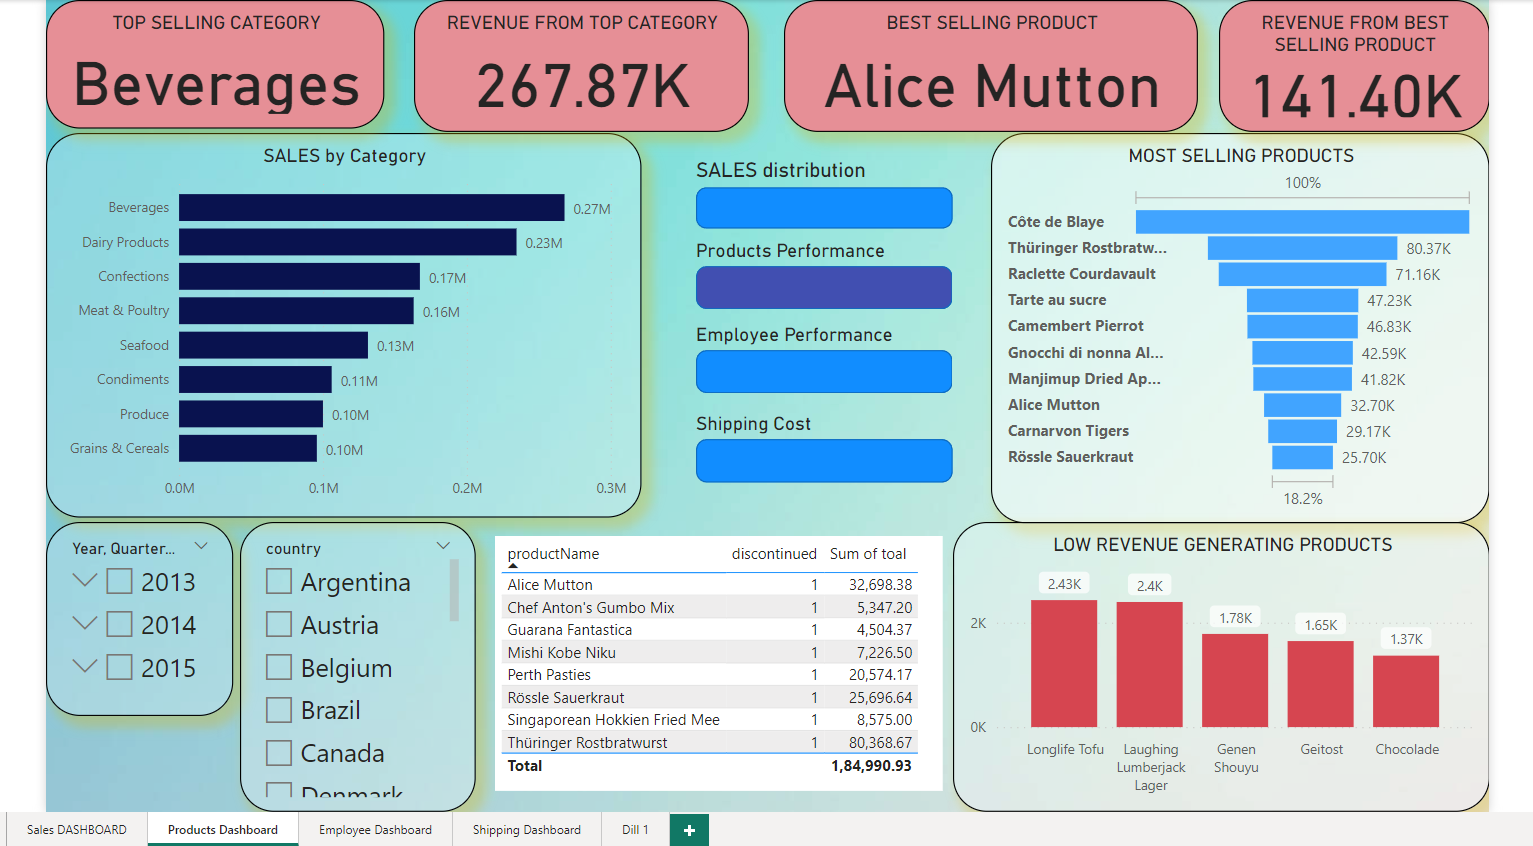 TOP SELLING CATEGORY
Beverages
REVENUE FROM TOP CATEGORY
267.87K
BEST SELLING PRODUCT
Alice Mutton
REVENUE FROM BEST
SELLING PRODUCT
141.40K
SALES by Category
Beverages 0.27M
Dairy Products 0.23M
Confections 0.17M
Meat & Poultry 0.16M
Seafood 0.13M
Condiments 0.11M
Produce 0.10M
Grains & Cereals 0.10M
0.0M 0.1M 0.2M 0.3M
SALES distribution
Products Performance
Employee Performance
Shipping Cost
MOST SELLING PRODUCTS
100%
Côte de Blaye
Thüringer Rostbratw... 80.37K
Raclette Courdavault 71.16K
Tarte au sucre 47.23K
Camembert Pierrot 46.83K
Gnocchi di nonna Al... 42.59K
Manjimup Dried Ap... 41.82K
Alice Mutton 32.70K
Carnarvon Tigers 29.17K
Rössle Sauerkraut 25.70K
18.2%
Year, Quarter...
2013
2014
2015
country
Argentina
Austria
Belgium
Brazil
Canada
Denmark
productName discontinued Sum of toal
Alice Mutton 1 32,698.38
Chef Anton's Gumbo Mix 1 5,347.20
Guarana Fantastica 1 4,504.37
Mishi Kobe Niku 1 7,226.50
Perth Pasties 1 20,574.17
Rössle Sauerkraut 1 25,696.64
Singaporean Hokkien Fried Mee 1 8,575.00
Thüringer Rostbratwurst 1 80,368.67
Total 1,84,990.93
LOW REVENUE GENERATING PRODUCTS
2.43K 2.4K 1.78K 1.65K 1.37K
2K
0K
Longlife Tofu Laughing Genen Geitost Chocolade
Lumberjack Shouyu
Lager
Sales DASHBOARD Products Dashboard Employee Dashboard Shipping Dashboard Dill 1 +